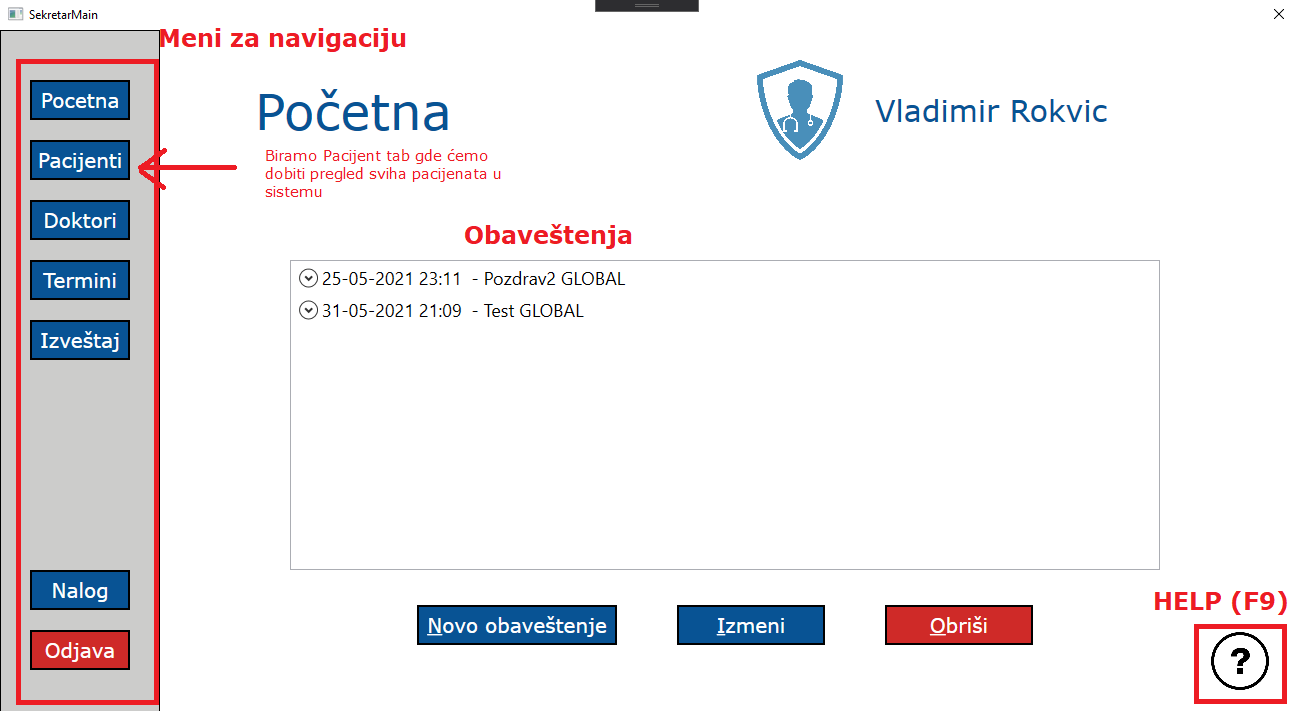 SekretarMain
Meni za navigaciju
Pocetna
Pacijenti
Doktori
Termini
Izveštaj
Nalog
Odjava
Početna
Vladimir Rokvic
Biramo Pacijent tab gde ćemo
dobiti pregled sviha pacijenata u
sistemu
Obaveštenja
25-05-2021 23:11 - Pozdrav2 GLOBAL
31-05-2021 21:09 - Test GLOBAL
Novo obaveštenje
Izmeni
Obriši
HELP (F9)
?